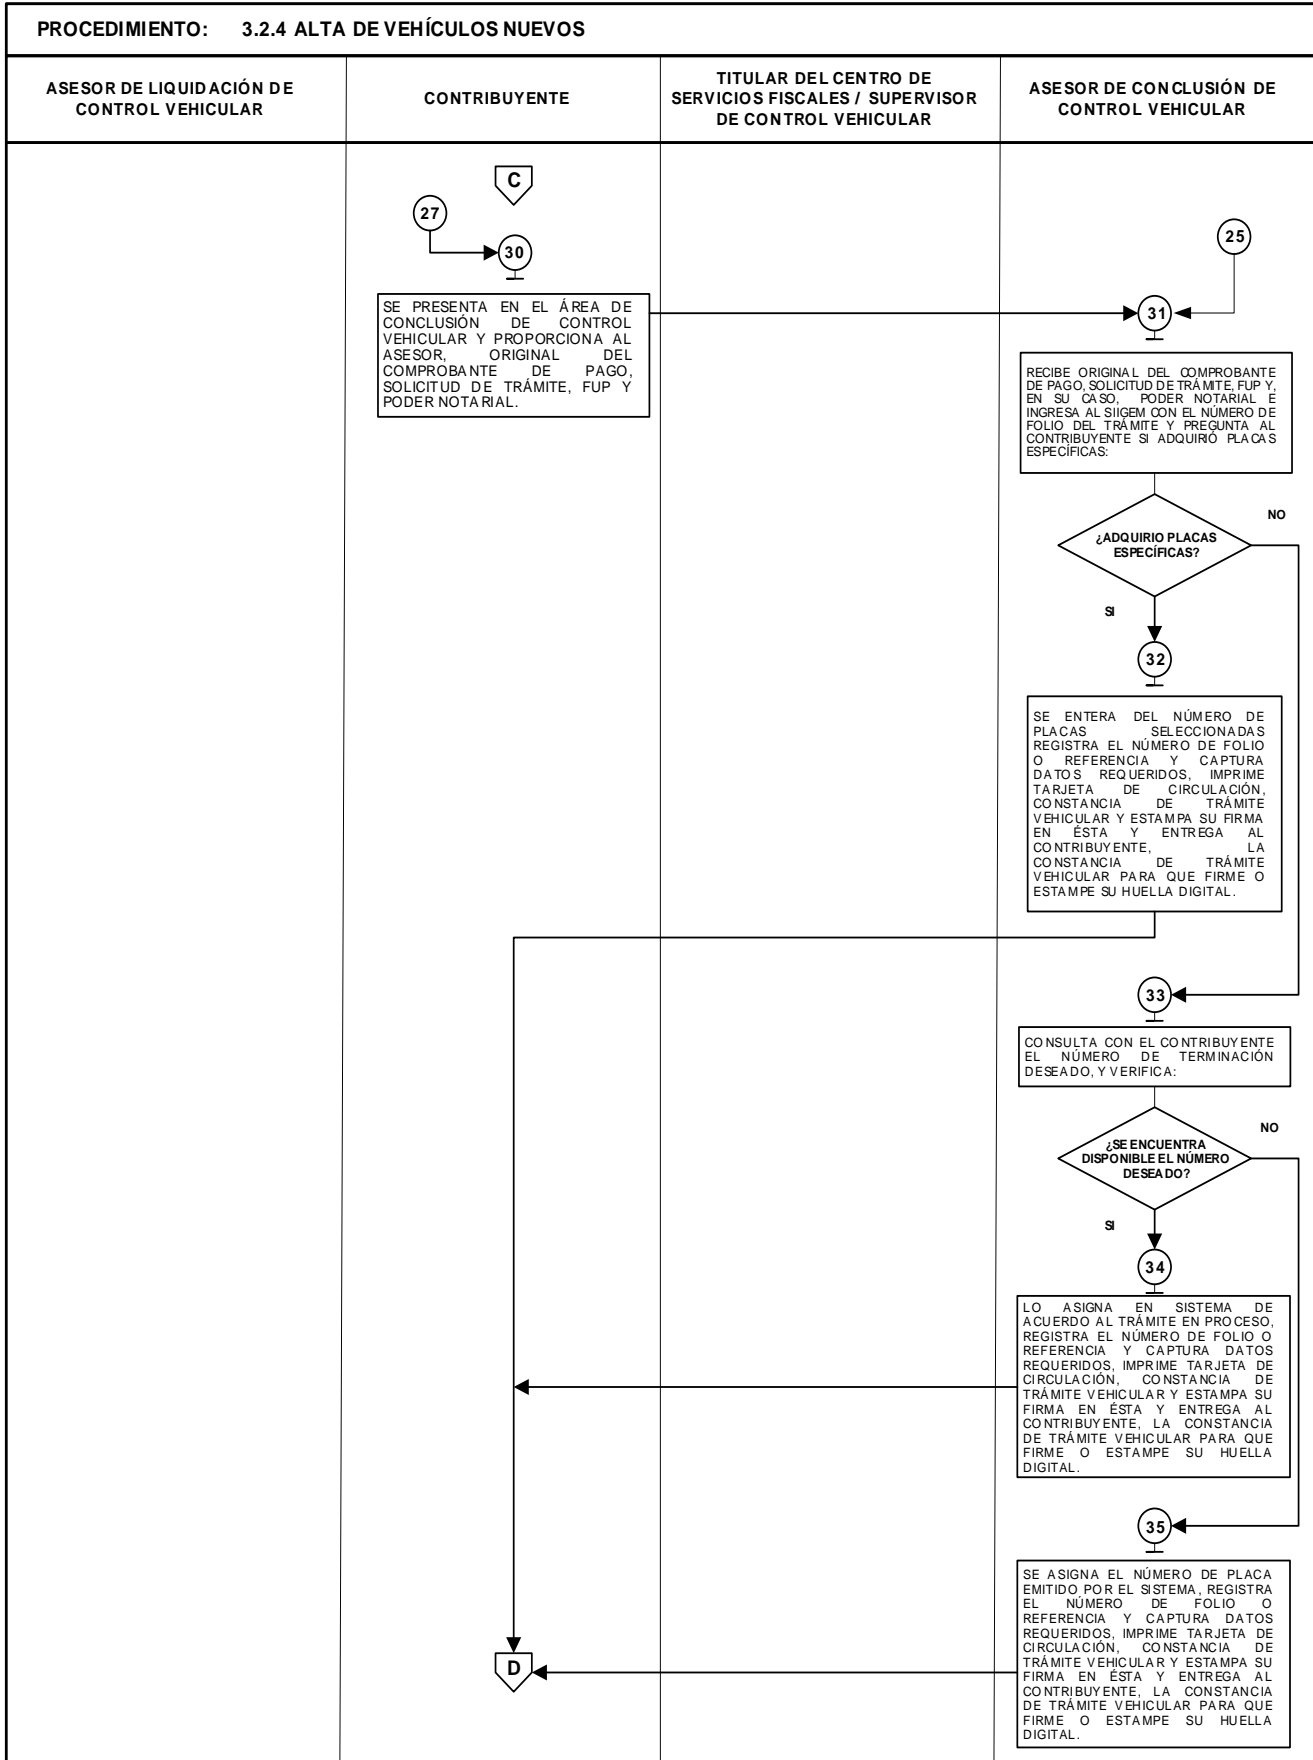 PROCEDIMIENTO: 3.2.4 ALTA DE VEHÍCULOS NUEVOS
ASESOR DE LIQUIDACIÓN DE
CONTROL VEHICULAR
CONTRIBUYENTE
TITULAR DEL CENTRO DE
SERVICIOS FISCALES / SUPERVISOR
DE CONTROL VEHICULAR
ASESOR DE CONCLUSIÓN DE
CONTROL VEHICULAR
C
27
30
25
SE PRESENTA EN EL ÁREA DE
CONCLUSIÓN DE CONTROL
VEHICULAR Y PROPORCIONA AL
ASESOR, ORIGINAL DEL
COMPROBANTE DE PAGO,
SOLICITUD DE TRÁMITE, FUP Y
PODER NOTARIAL.
31
RECIBE ORIGINAL DEL COMPROBANTE
DE PAGO, SOLICITUD DE TRÁMITE, FUP Y,
EN SU CASO, PODER NOTARIAL E
INGRESA AL SIIGEM CON EL NÚMERO DE
FOLIO DEL TRÁMITE Y PREGUNTA AL
CONTRIBUYENTE SI ADQUIRIÓ PLACAS
ESPECÍFICAS:
¿ADQUIRIO PLACAS
ESPECÍFICAS?
NO
SI
32
SE ENTERA DEL NÚMERO DE
PLACAS SELECCIONADAS
REGISTRA EL NÚMERO DE FOLIO
O REFERENCIA Y CAPTURA
DATOS REQUERIDOS, IMPRIME
TARJETA DE CIRCULACIÓN,
CONSTANCIA DE TRÁMITE
VEHICULAR Y ESTAMPA SU FIRMA
EN ÉSTA Y ENTREGA AL
CONTRIBUYENTE, LA
CONSTANCIA DE TRÁMITE
VEHICULAR PARA QUE FIRME O
ESTAMPE SU HUELLA DIGITAL.
33
CONSULTA CON EL CONTRIBUYENTE
EL NÚMERO DE TERMINACIÓN
DESEADO, Y VERIFICA:
¿SE ENCUENTRA
DISPONIBLE EL NÚMERO
DESEADO?
NO
SI
34
LO ASIGNA EN SISTEMA DE
ACUERDO AL TRÁMITE EN PROCESO,
REGISTRA EL NÚMERO DE FOLIO O
REFERENCIA Y CAPTURA DATOS
REQUERIDOS, IMPRIME TARJETA DE
CIRCULACIÓN, CONSTANCIA DE
TRÁMITE VEHICULAR Y ESTAMPA SU
FIRMA EN ÉSTA Y ENTREGA AL
CONTRIBUYENTE, LA CONSTANCIA
DE TRÁMITE VEHICULAR PARA QUE
FIRME O ESTAMPE SU HUELLA
DIGITAL.
35
SE ASIGNA EL NÚMERO DE PLACA
EMITIDO POR EL SISTEMA, REGISTRA
EL NÚMERO DE FOLIO O
REFERENCIA Y CAPTURA DATOS
REQUERIDOS, IMPRIME TARJETA DE
CIRCULACIÓN, CONSTANCIA DE
TRÁMITE VEHICULAR Y ESTAMPA SU
FIRMA EN ÉSTA Y ENTREGA AL
CONTRIBUYENTE, LA CONSTANCIA
DE TRÁMITE VEHICULAR PARA QUE
FIRME O ESTAMPE SU HUELLA
DIGITAL.
D